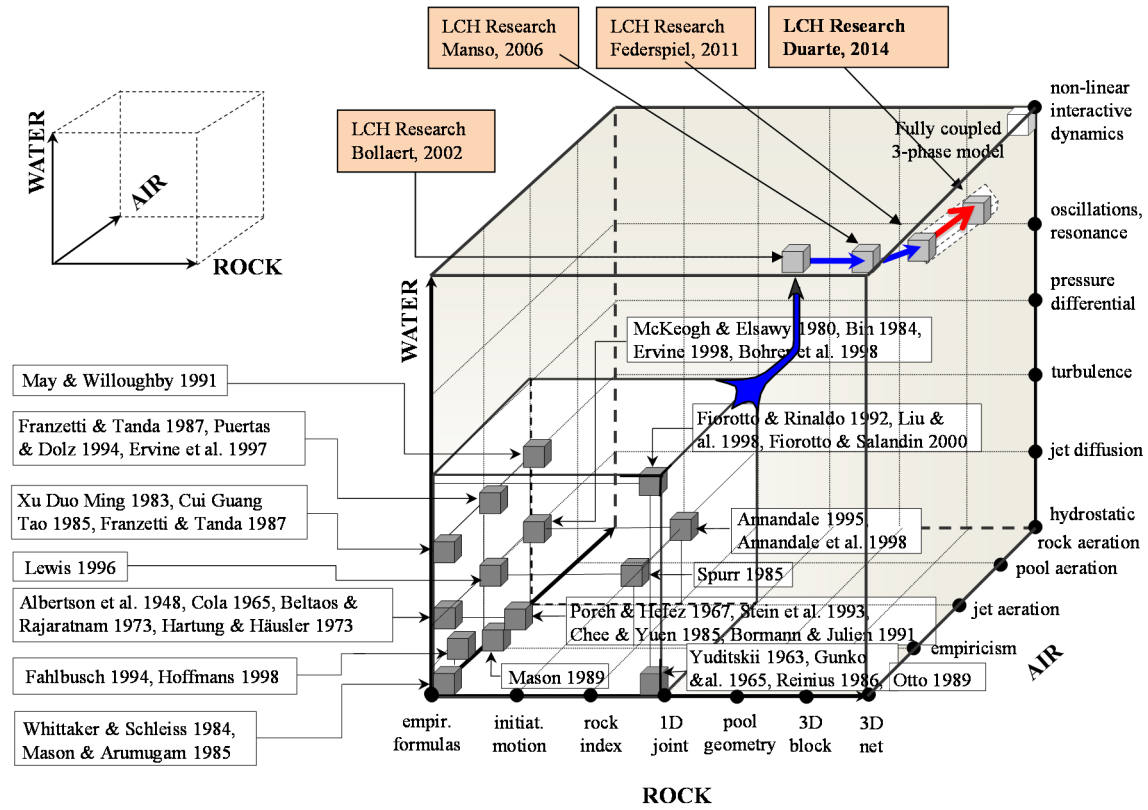 LCH Research
Manso, 2006
LCH Research
Federspiel, 2011
LCH Research
Duarte, 2014
LCH Research
Bollaert, 2002
WATER
AIR
ROCK
non-linear
interactive
dynamics
Fully coupled
3-phase model
oscillations,
resonance
pressure
differential
turbulence
jet diffusion
hydrostatic
rock aeration
pool aeration
jet aeration
empiricism
AIR
WATER
McKeogh & Elsawy 1980, Bin 1984,
Ervine 1998, Bohrer et al. 1998
May & Willoughby 1991
Franzetti & Tanda 1987, Puertas
& Dolz 1994, Ervine et al. 1997
Fiorotto & Rinaldo 1992, Liu &
al. 1998, Fiorotto & Salandin 2000
Xu Duo Ming 1983, Cui Guang
Tao 1985, Franzetti & Tanda 1987
Annandale 1995,
Annandale et al. 1998
Lewis 1996
Spurr 1985
Albertson et al. 1948, Cola 1965, Beltaos &
Rajaratnam 1973, Hartung & Häusler 1973
Poreh & Hefez 1967, Stein et al. 1993,
Chee & Yuen 1985, Bormann & Julien 1991
Fahlbusch 1994, Hoffmans 1998
Mason 1989
Yuditskii 1963, Gunko
&al. 1965, Reinius 1986, Otto 1989
Whittaker & Schleiss 1984,
Mason & Arumugam 1985
empir.
formulas
initiat.
motion
rock
index
1D
joint
pool
geometry
3D
block
3D
net
ROCK